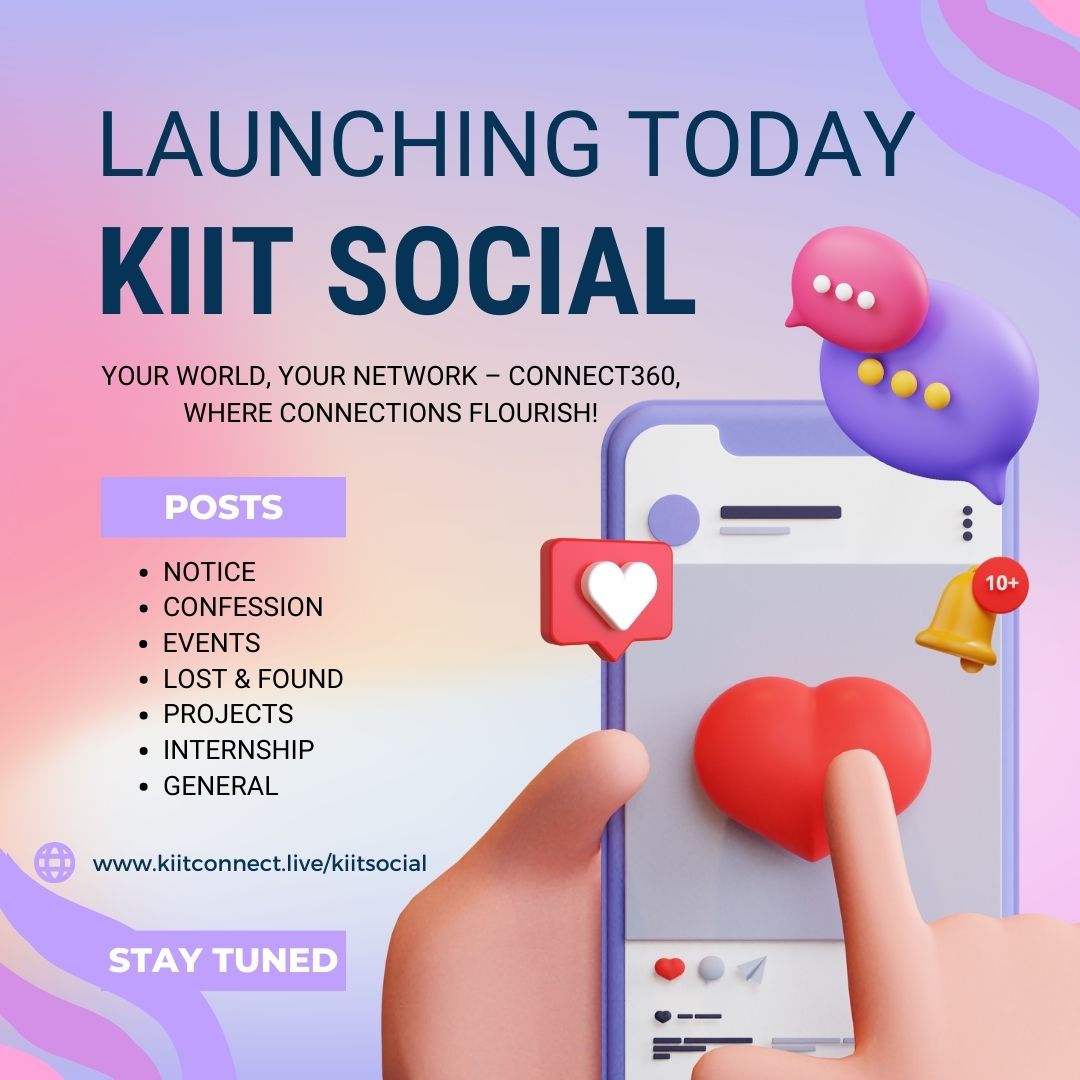 LAUNCHING TODAY
KIIT SOCIAL
YOUR WORLD, YOUR NETWORK – CONNECT360,
WHERE CONNECTIONS FLOURISH!
POSTS
• NOTICE
• CONFESSION
• EVENTS
• LOST & FOUND
• PROJECTS
• INTERNSHIP
• GENERAL
www.kiitconnect.live/kiitsocial
STAY TUNED
10+